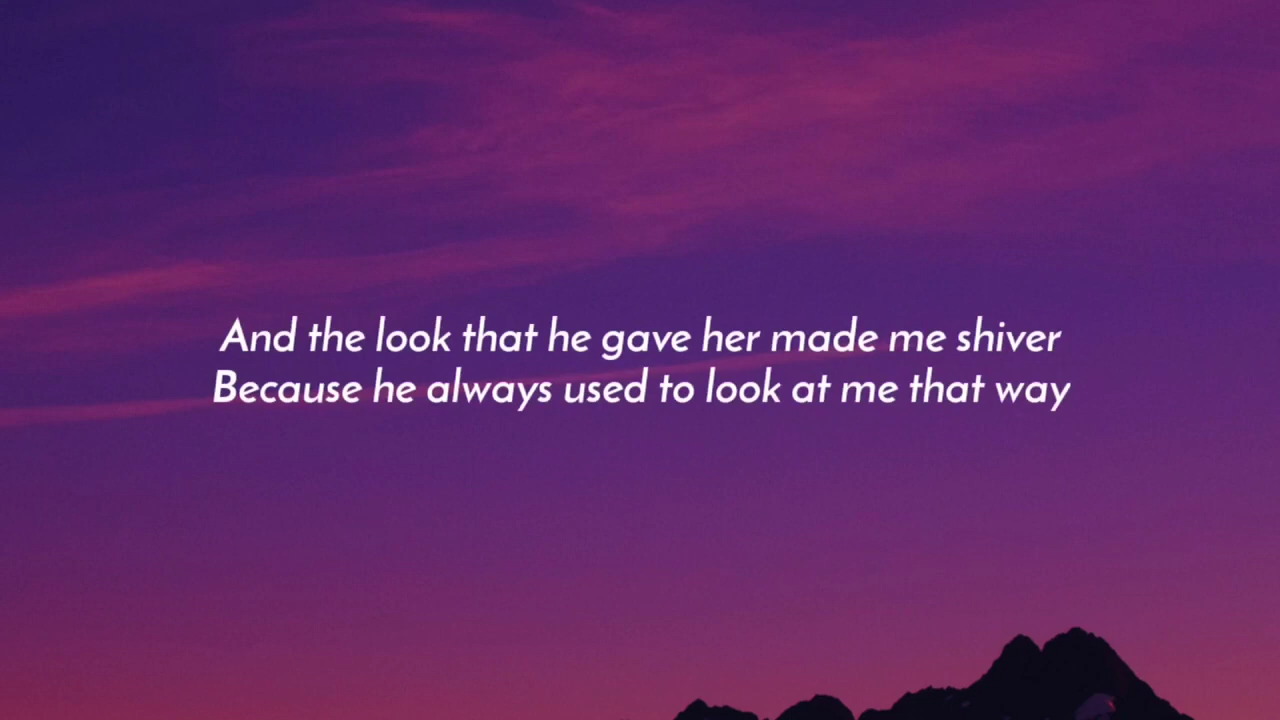 And the look that he gave her made me shiver
Because he always used to look at me that way